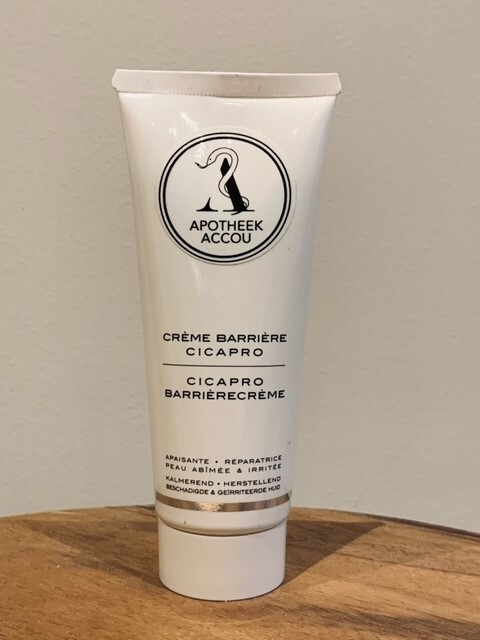 APOTHEEK
ACCOU
CRÈME BARRIÈRE
CICAPRO
CICAPRO
BARRIÈRECRÈME
APAISANTE • RÉPARATRICE
PEAU ABÎMÉE & IRRITÉE
KALMEREND • HERSTELLEND
BESCHADIGDE & GEÏRRITEERDE HUID